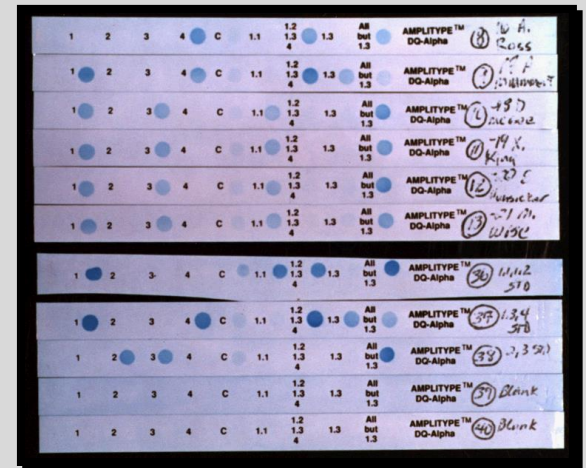 1 2 3 4 C 1.1 1.2 1.3 4 1.3 All but 1.3 AMPLITYPE™ DQ-Alpha 8 Ross
1 2 3 4 C 1.1 1.2 1.3 4 1.3 All but 1.3 AMPLITYPE™ DQ-Alpha
1 2 3 4 C 1.1 1.2 1.3 4 1.3 All but 1.3 AMPLITYPE™ DQ-Alpha
1 2 3 4 C 1.1 1.2 1.3 4 1.3 All but 1.3 AMPLITYPE™ DQ-Alpha 11 King
1 2 3 4 C 1.1 1.2 1.3 4 1.3 All but 1.3 AMPLITYPE™ DQ-Alpha 12
1 2 3 4 C 1.1 1.2 1.3 4 1.3 All but 1.3 AMPLITYPE™ DQ-Alpha 13 Wise
1 2 3- 4 C 1.1 1.2 1.3 4 1.3 All but 1.3 AMPLITYPE™ DQ-Alpha 36 1.1,1.2 STD
1 2 3 4 C 1.1 1.2 1.3 4 1.3 All but 1.3 AMPLITYPE™ DQ-Alpha 37 1.3,4 STD
1 2 3 4 C 1.1 1.2 1.3 4 1.3 All but 1.3 AMPLITYPE™ DQ-Alpha 38
1 2 3 4 C 1.1 1.2 1.3 4 1.3 All but 1.3 AMPLITYPE™ DQ-Alpha 39 Blank
1 2 3 4 C 1.1 1.2 1.3 4 1.3 All but 1.3 AMPLITYPE™ DQ-Alpha 40 Blank